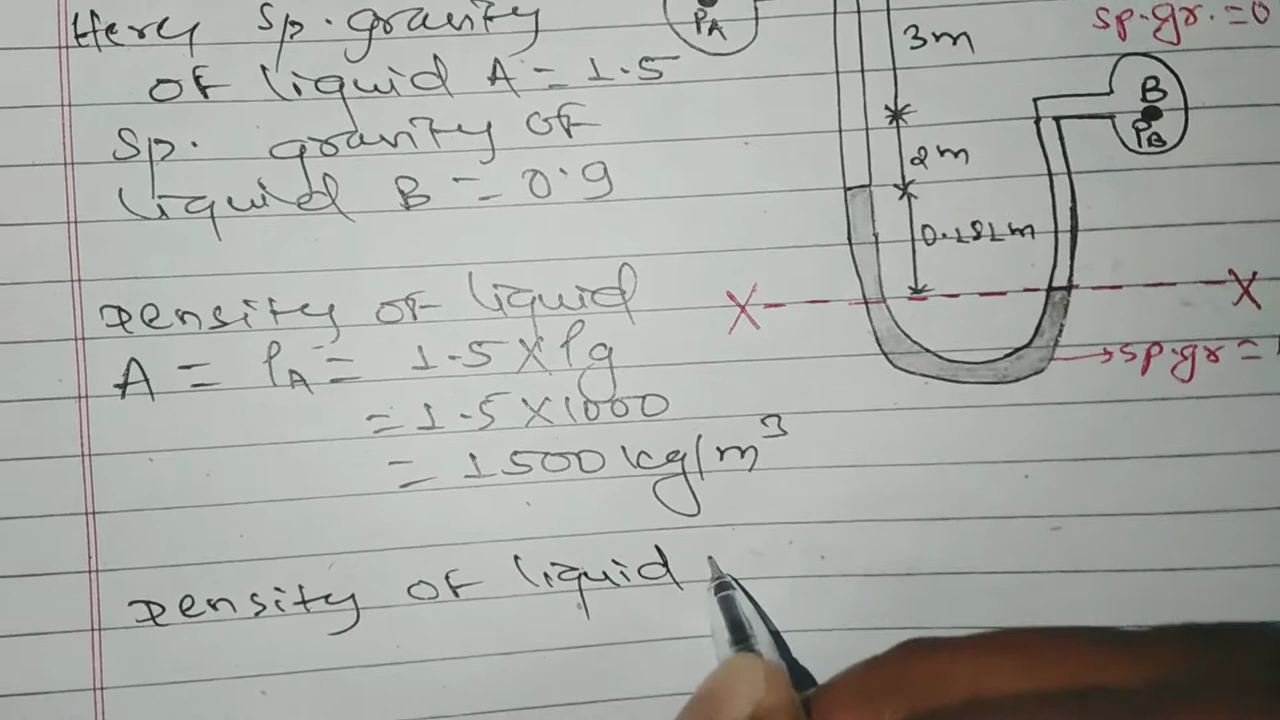 Here Sp. gravity
of liquid A = 1.5
Sp. gravity of
liquid B = 0.9
Density of liquid
A = ρA = 1.5 × ρg
= 1.5 × 1000
= 1500 kg/m³
Density of liquid
PA
3m
sp.gr. = 0
B
PB
2m
0.181m
X
X
sp.gr =